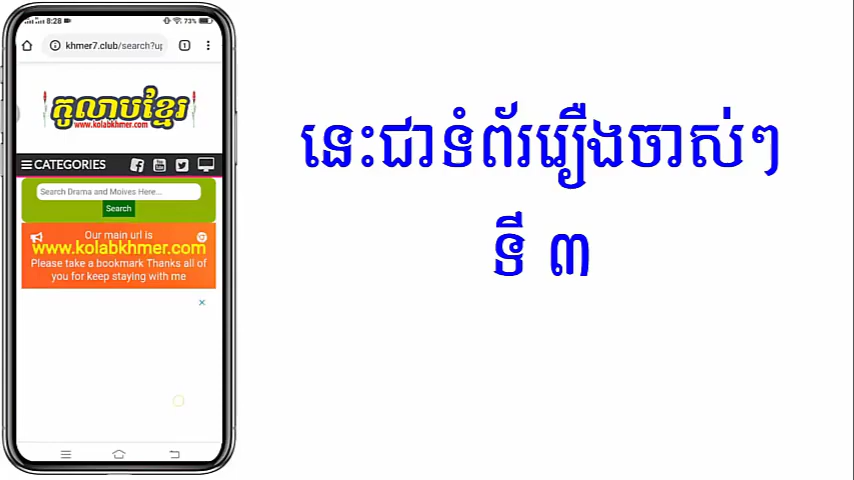 8:28
73%
khmer7.club/search?up
1
កូលាបខ្មែរ
www.kolabkhmer.com
CATEGORIES
Search Drama and Moives Here...
Search
Our main url is
www.kolabkhmer.com
Please take a bookmark Thanks all of
you for keep staying with me
នេះជាទំព័ររឿងចាស់ៗ
ទី ៣